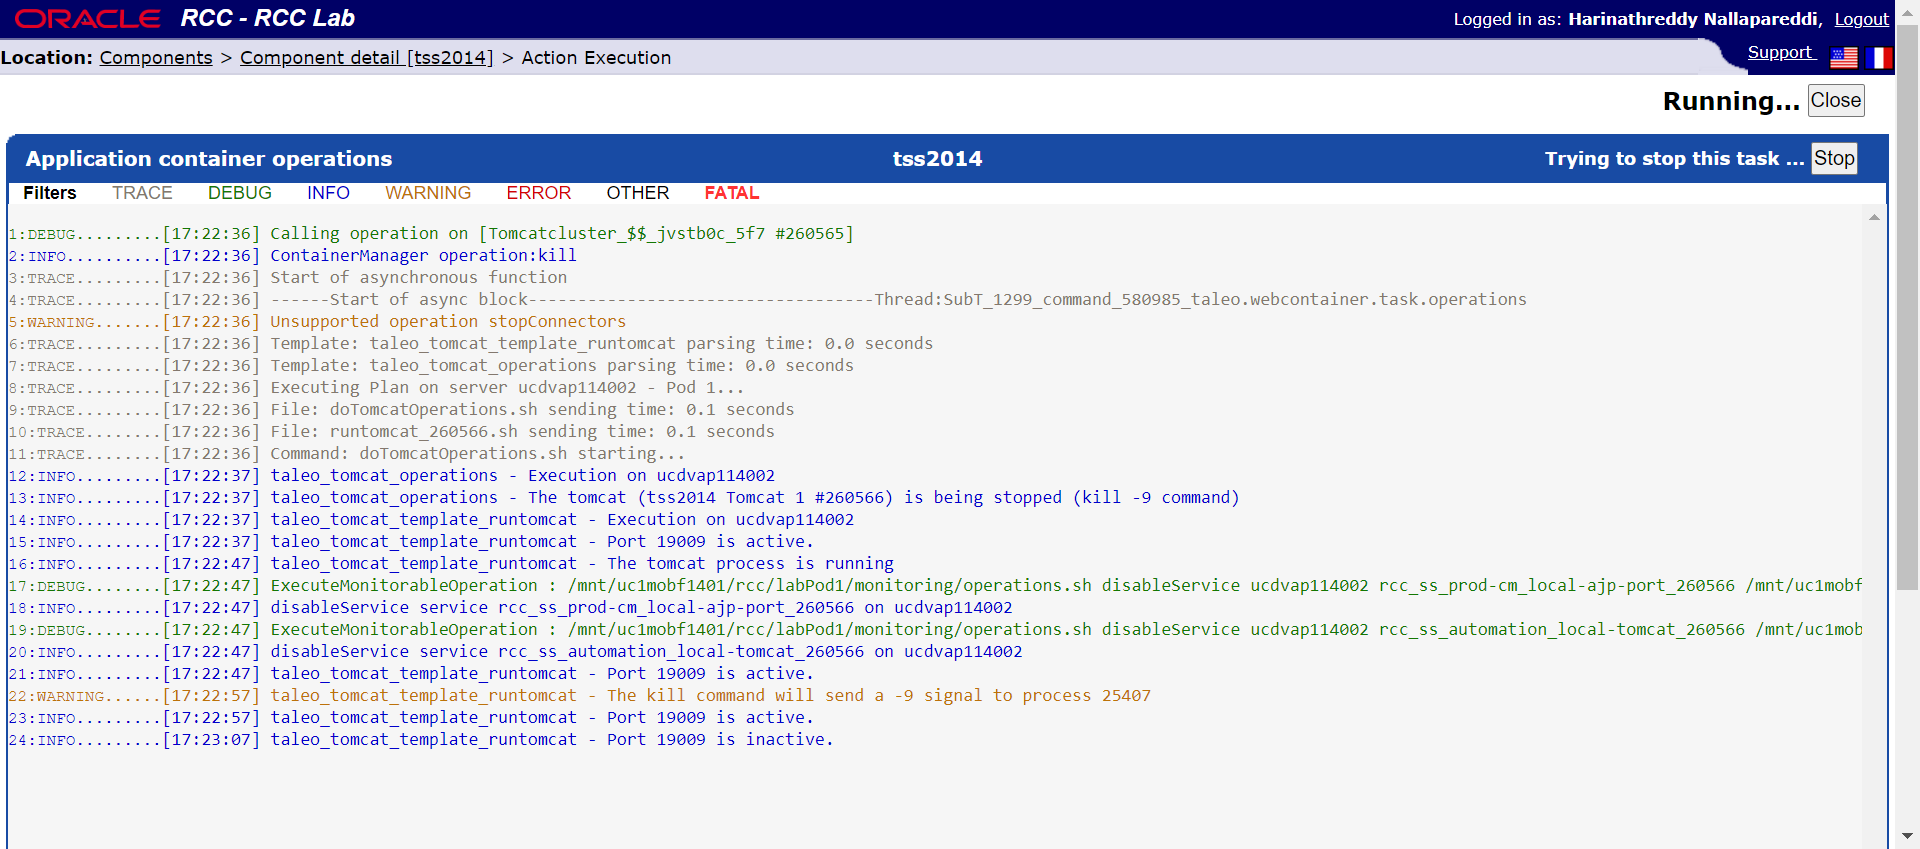 ORACLE RCC - RCC Lab
Logged in as: Harinathreddy Nallapareddi, Logout
Location: Components > Component detail [tss2014] > Action Execution
Support
Running... Close
Application container operations tss2014 Trying to stop this task ... Stop
Filters TRACE DEBUG INFO WARNING ERROR OTHER FATAL
1:DEBUG.........[17:22:36] Calling operation on [Tomcatcluster_$$_jvstb0c_5f7 #260565]
2:INFO..........[17:22:36] ContainerManager operation:kill
3:TRACE.........[17:22:36] Start of asynchronous function
4:TRACE.........[17:22:36] ------Start of async block-----------------------------------Thread:SubT_1299_command_580985_taleo.webcontainer.task.operations
5:WARNING.......[17:22:36] Unsupported operation stopConnectors
6:TRACE.........[17:22:36] Template: taleo_tomcat_template_runtomcat parsing time: 0.0 seconds
7:TRACE.........[17:22:36] Template: taleo_tomcat_operations parsing time: 0.0 seconds
8:TRACE.........[17:22:36] Executing Plan on server ucdvap114002 - Pod 1...
9:TRACE.........[17:22:36] File: doTomcatOperations.sh sending time: 0.1 seconds
10:TRACE........[17:22:36] File: runtomcat_260566.sh sending time: 0.1 seconds
11:TRACE........[17:22:36] Command: doTomcatOperations.sh starting...
12:INFO.........[17:22:37] taleo_tomcat_operations - Execution on ucdvap114002
13:INFO.........[17:22:37] taleo_tomcat_operations - The tomcat (tss2014 Tomcat 1 #260566) is being stopped (kill -9 command)
14:INFO.........[17:22:37] taleo_tomcat_template_runtomcat - Execution on ucdvap114002
15:INFO.........[17:22:37] taleo_tomcat_template_runtomcat - Port 19009 is active.
16:INFO.........[17:22:47] taleo_tomcat_template_runtomcat - The tomcat process is running
17:DEBUG........[17:22:47] ExecuteMonitorableOperation : /mnt/uc1mobf1401/rcc/labPod1/monitoring/operations.sh disableService ucdvap114002 rcc_ss_prod-cm_local-ajp-port_260566 /mnt/uc1mobf
18:INFO.........[17:22:47] disableService service rcc_ss_prod-cm_local-ajp-port_260566 on ucdvap114002
19:DEBUG........[17:22:47] ExecuteMonitorableOperation : /mnt/uc1mobf1401/rcc/labPod1/monitoring/operations.sh disableService ucdvap114002 rcc_ss_automation_local-tomcat_260566 /mnt/uc1mob
20:INFO.........[17:22:47] disableService service rcc_ss_automation_local-tomcat_260566 on ucdvap114002
21:INFO.........[17:22:47] taleo_tomcat_template_runtomcat - Port 19009 is active.
22:WARNING......[17:22:57] taleo_tomcat_template_runtomcat - The kill command will send a -9 signal to process 25407
23:INFO.........[17:22:57] taleo_tomcat_template_runtomcat - Port 19009 is active.
24:INFO.........[17:23:07] taleo_tomcat_template_runtomcat - Port 19009 is inactive.